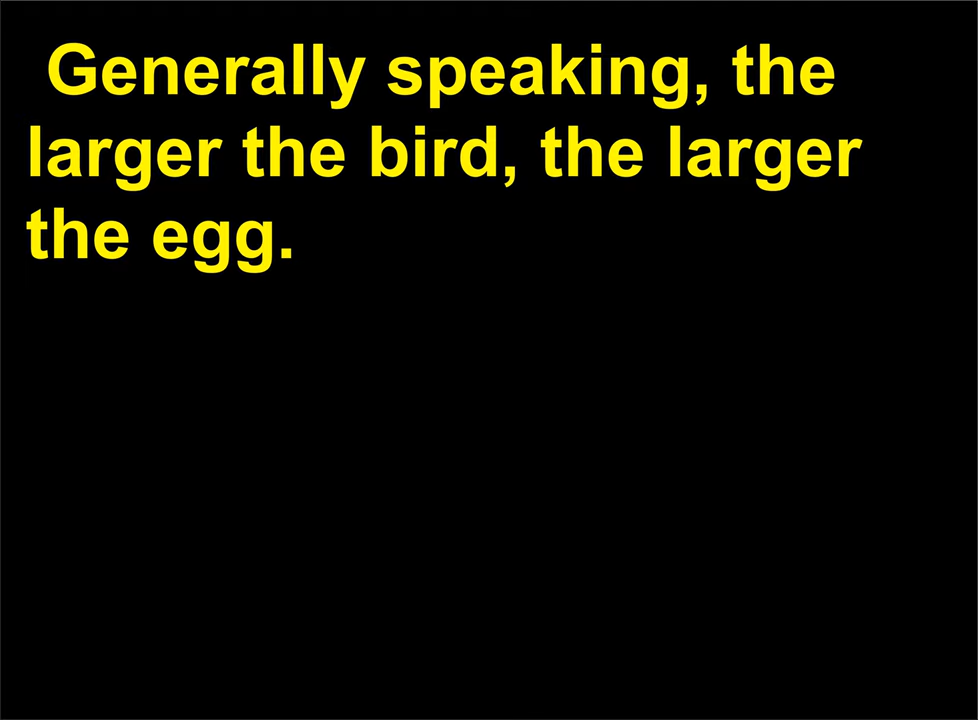 Generally speaking, the
larger the bird, the larger
the egg.